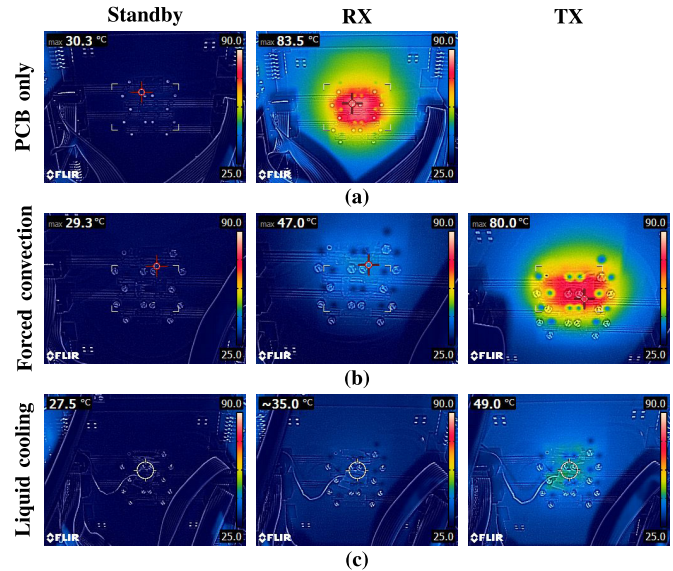 Standby RX TX
PCB only
max 30.3 °C 90.0
25.0
FLIR
max 83.5 °C 90.0
25.0
FLIR
(a)
Forced convection
max 29.3 °C 90.0
25.0
FLIR
max 47.0 °C 90.0
25.0
FLIR
max 80.0 °C 90.0
25.0
FLIR
(b)
Liquid cooling
27.5 °C 90.0
25.0
FLIR
~35.0 °C 90.0
25.0
FLIR
49.0 °C 90.0
25.0
FLIR
(c)